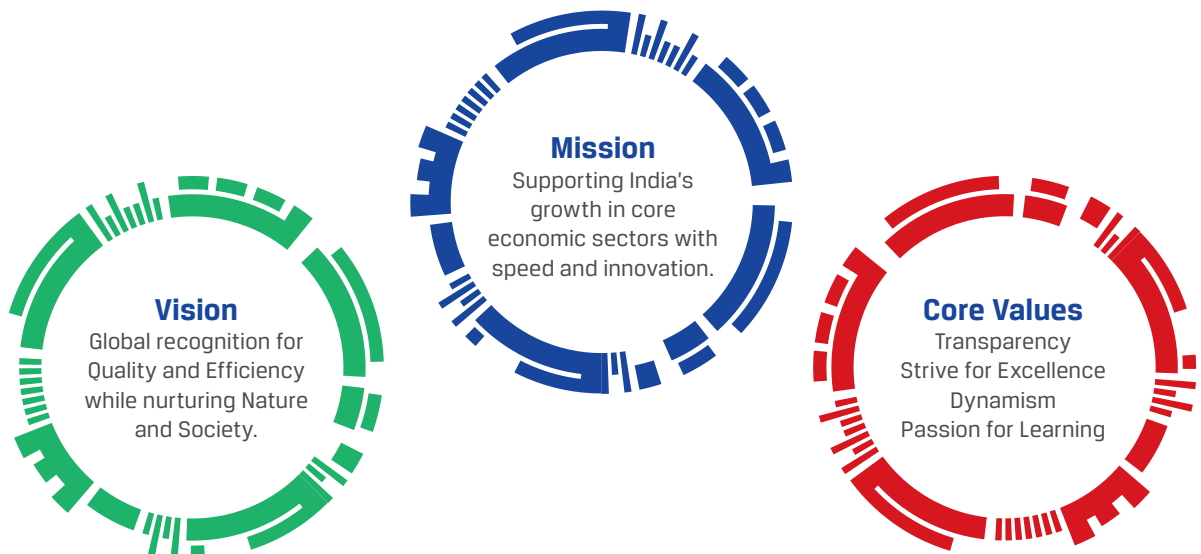 Mission
Supporting India's
growth in core
economic sectors with
speed and innovation.
Vision
Global recognition for
Quality and Efficiency
while nurturing Nature
and Society.
Core Values
Transparency
Strive for Excellence
Dynamism
Passion for Learning